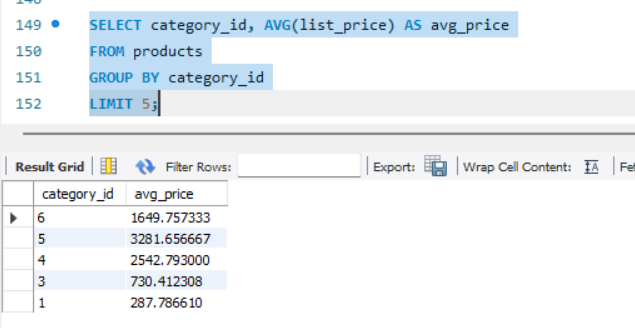 149 SELECT category_id, AVG(list_price) AS avg_price
150 FROM products
151 GROUP BY category_id
152 LIMIT 5;
Result Grid Filter Rows: Export: Wrap Cell Content:
category_id avg_price
6 1649.757333
5 3281.656667
4 2542.793000
3 730.412308
1 287.786610